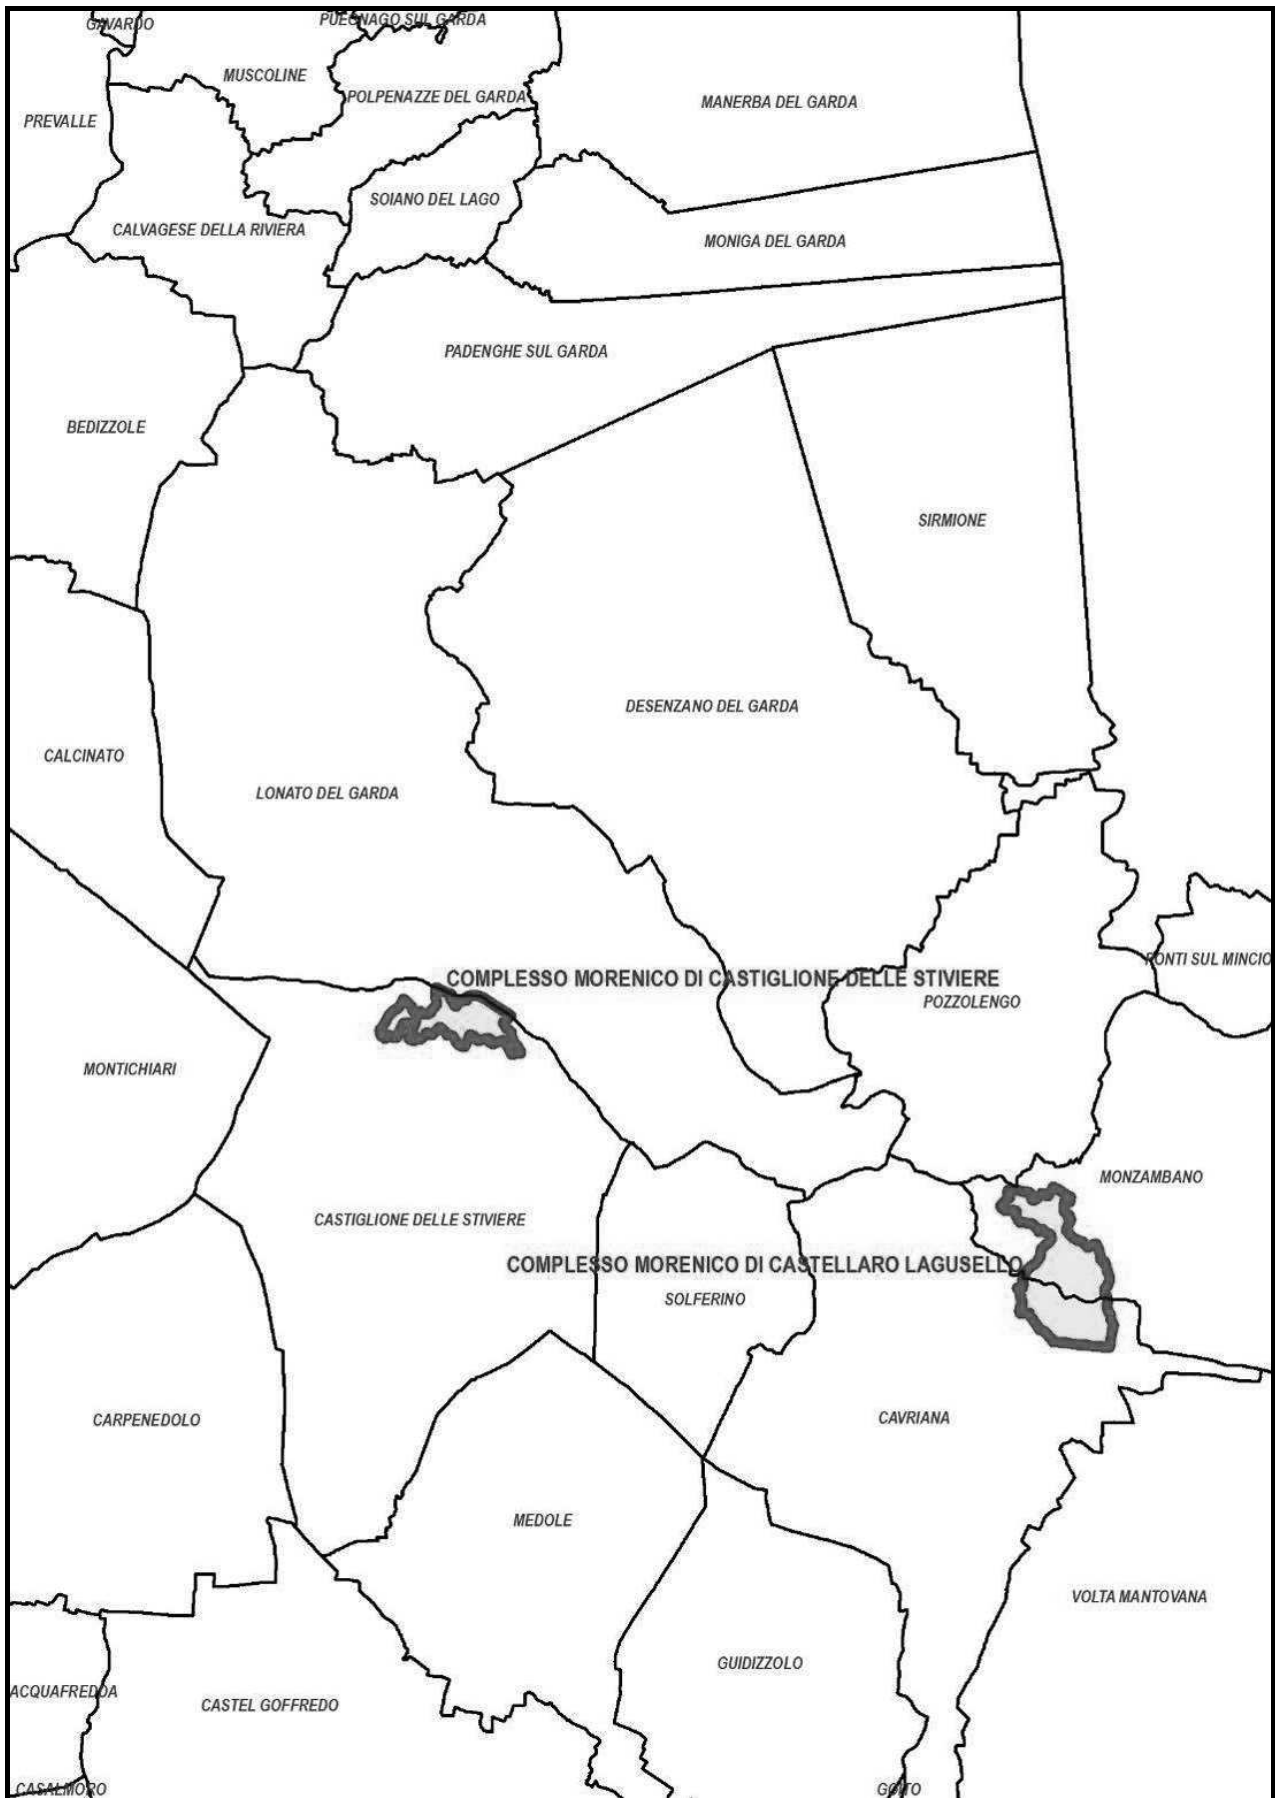 GAVARDO
PUEGNAGO SUL GARDA
MUSCOLINE
POLPENAZZE DEL GARDA
MANERBA DEL GARDA
PREVALLE
SOIANO DEL LAGO
CALVAGESE DELLA RIVIERA
MONIGA DEL GARDA
PADENGHE SUL GARDA
BEDIZZOLE
SIRMIONE
DESENZANO DEL GARDA
CALCINATO
LONATO DEL GARDA
PONTI SUL MINCIO
COMPLESSO MORENICO DI CASTIGLIONE DELLE STIVIERE
POZZOLENGO
MONTICHIARI
MONZAMBANO
CASTIGLIONE DELLE STIVIERE
COMPLESSO MORENICO DI CASTELLARO LAGUSELLO
SOLFERINO
CARPENEDOLO
CAVRIANA
MEDOLE
VOLTA MANTOVANA
GUIDIZZOLO
ACQUAFREDDA
CASTEL GOFFREDO
CASALMORO
GOITO